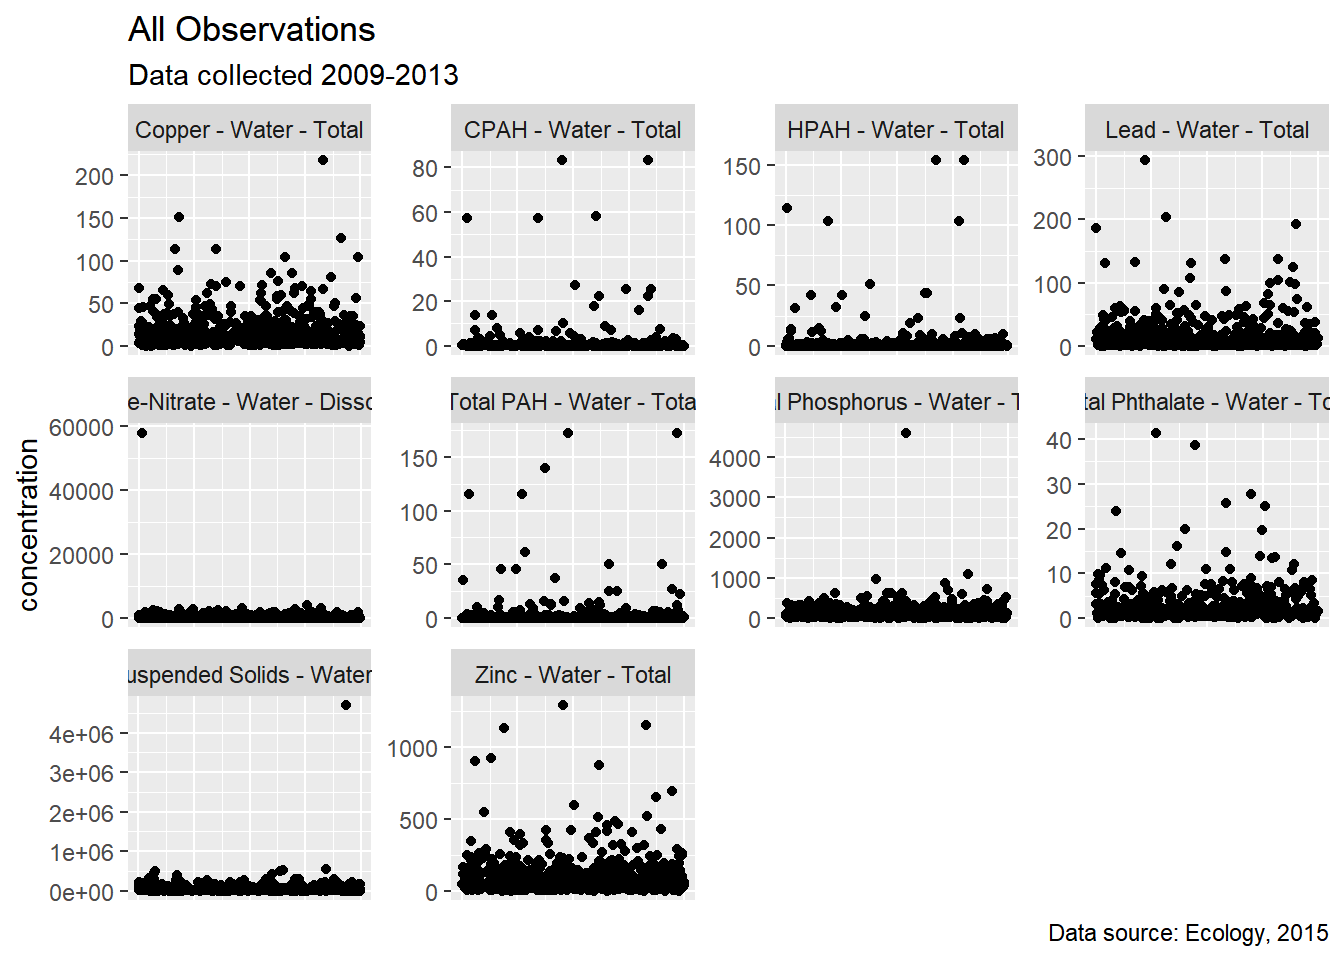 All Observations
Data collected 2009-2013
Copper - Water - Total
CPAH - Water - Total
HPAH - Water - Total
Lead - Water - Total
200
150
100
50
0
80
60
40
20
0
150
100
50
0
300
200
100
0
concentration
e-Nitrate - Water - Disso
Total PAH - Water - Tota
l Phosphorus - Water - T
tal Phthalate - Water - To
60000
40000
20000
0
150
100
50
0
4000
3000
2000
1000
0
40
30
20
10
0
uspended Solids - Water
Zinc - Water - Total
4e+06
3e+06
2e+06
1e+06
0e+00
1000
500
0
Data source: Ecology, 2015